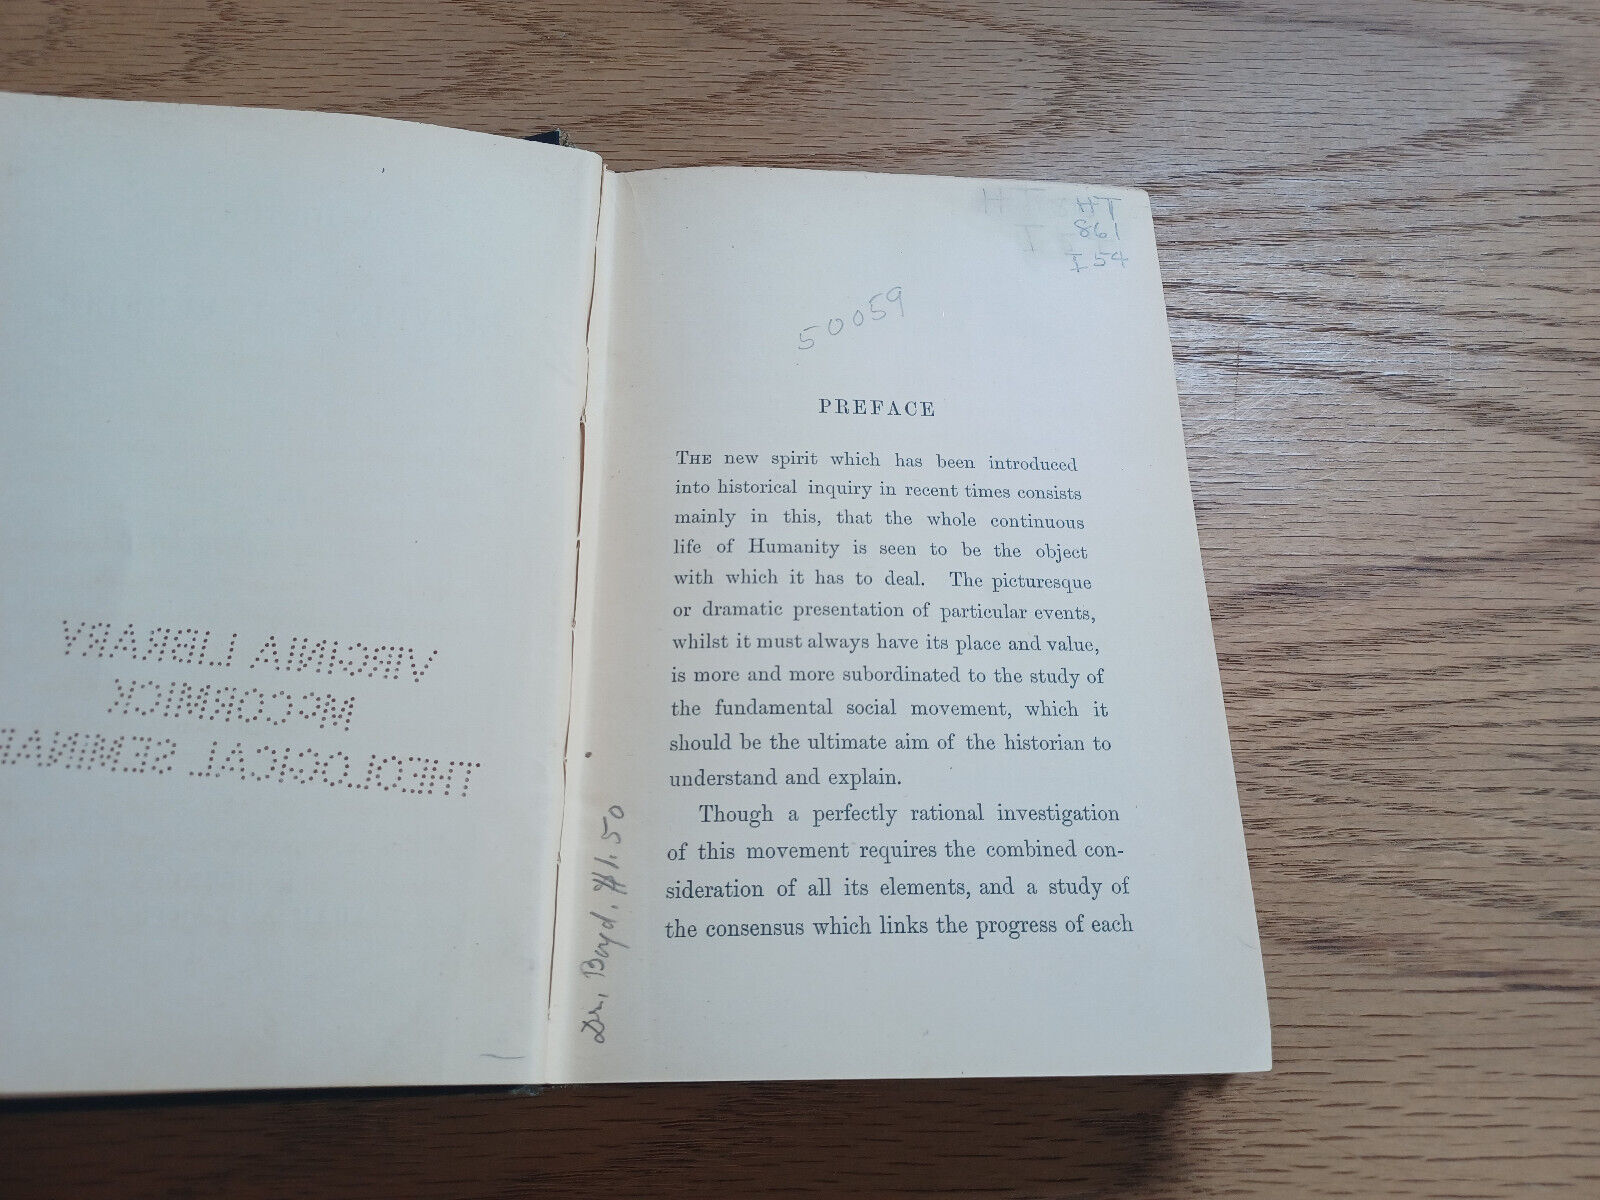 VIRGINIA LIBRARY
McCORMICK
THEOLOGICAL SEMINAR
HT
861
I54
50059
PREFACE
THE new spirit which has been introduced
into historical inquiry in recent times consists
mainly in this, that the whole continuous
life of Humanity is seen to be the object
with which it has to deal. The picturesque
or dramatic presentation of particular events,
whilst it must always have its place and value,
is more and more subordinated to the study of
the fundamental social movement, which it
should be the ultimate aim of the historian to
understand and explain.
Though a perfectly rational investigation
of this movement requires the combined con-
sideration of all its elements, and a study of
the consensus which links the progress of each
Dr. Boyd. $1.50